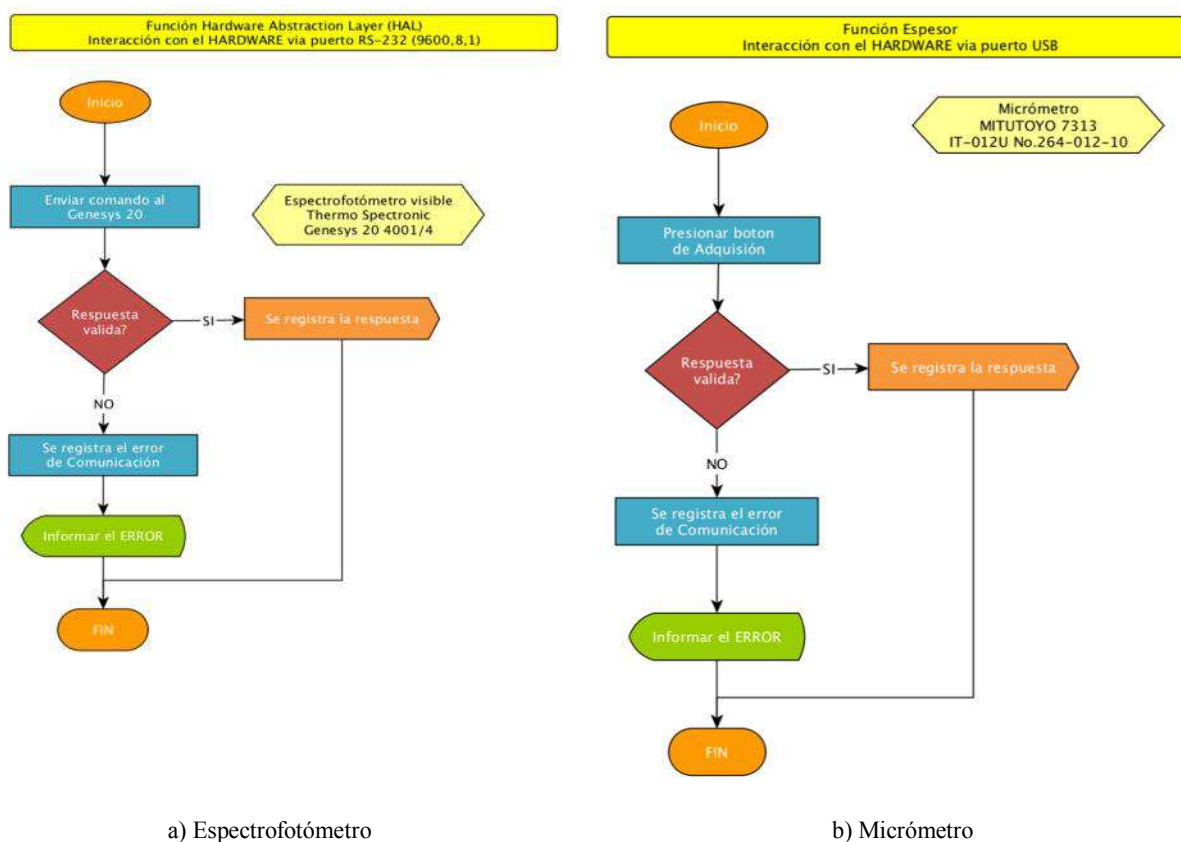 Función Hardware Abstraction Layer (HAL)
Interacción con el HARDWARE via puerto RS-232 (9600,8,1)
Inicio
Enviar comando al
Genesys 20
Espectrofotómetro visible
Thermo Spectronic
Genesys 20 4001/4
Respuesta
valida?
SI
Se registra la respuesta
NO
Se registra el error
de Comunicación
Informar el ERROR
FIN
a) Espectrofotómetro
Función Espesor
Interacción con el HARDWARE via puerto USB
Inicio
Micrómetro
MITUTOYO 7313
IT-012U No.264-012-10
Presionar boton
de Adquisión
Respuesta
valida?
SI
Se registra la respuesta
NO
Se registra el error
de Comunicación
Informar el ERROR
FIN
b) Micrómetro